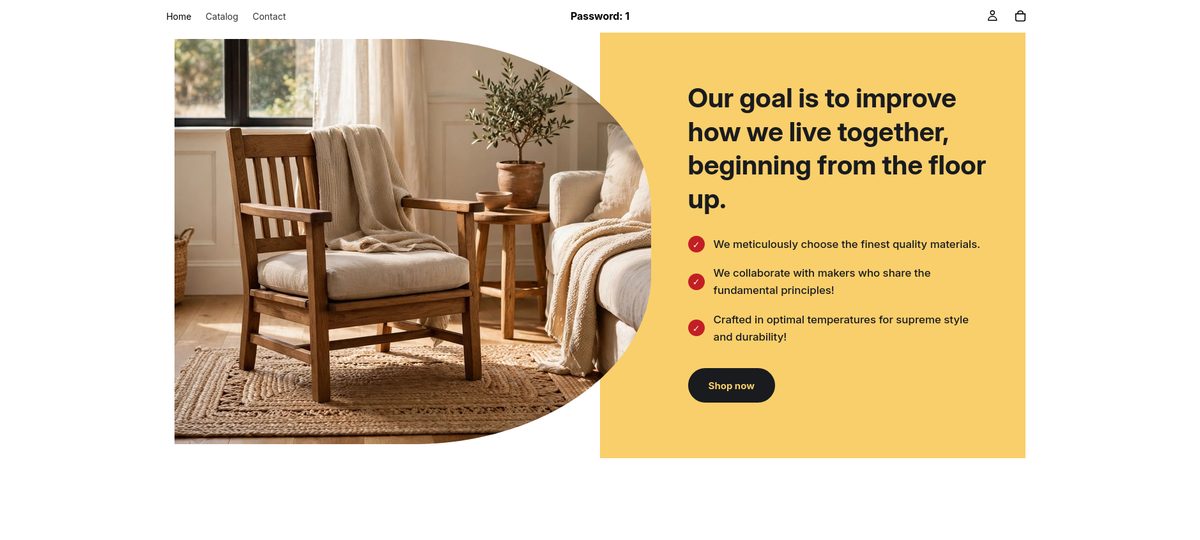 Home Catalog Contact Password: 1
Our goal is to improve
how we live together,
beginning from the floor
up.
✓ We meticulously choose the finest quality materials.
✓ We collaborate with makers who share the
fundamental principles!
✓ Crafted in optimal temperatures for supreme style
and durability!
Shop now